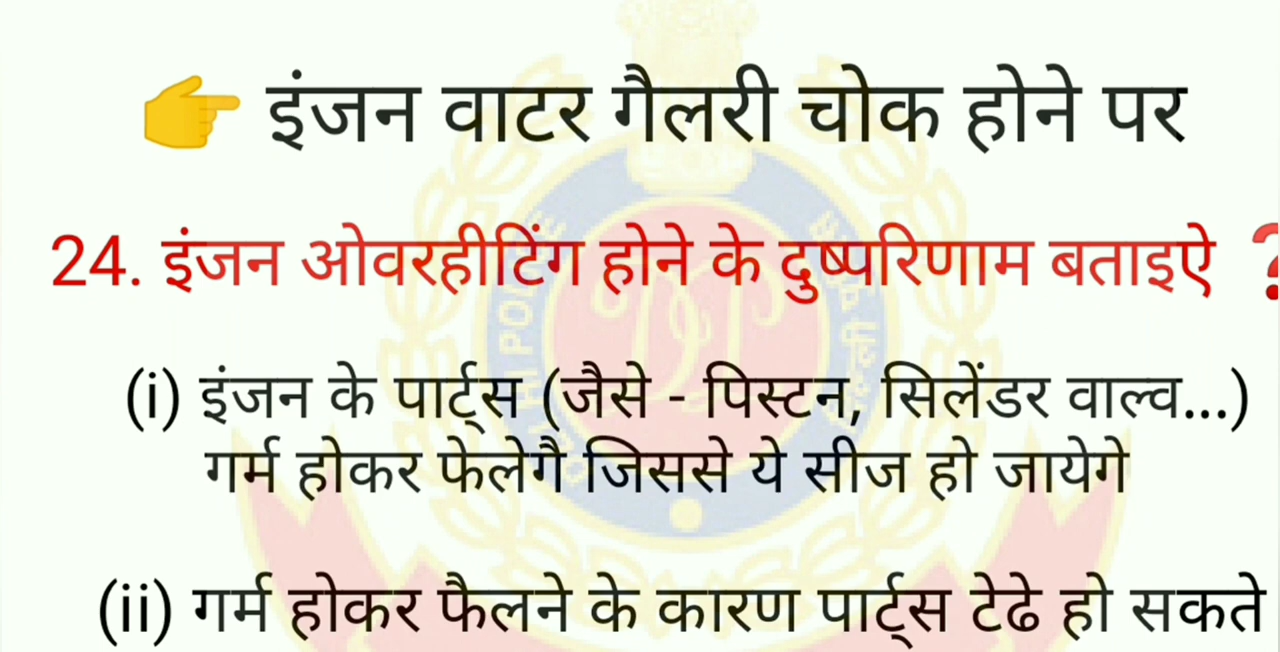 👉 इंजन वाटर गैलरी चोक होने पर
24. इंजन ओवरहीटिंग होने के दुष्परिणाम बताइऐ ?
(i) इंजन के पार्ट्स (जैसे - पिस्टन, सिलेंडर वाल्व...)
गर्म होकर फेलेगै जिससे ये सीज हो जायेगे
(ii) गर्म होकर फैलने के कारण पार्ट्स टेढे हो सकते